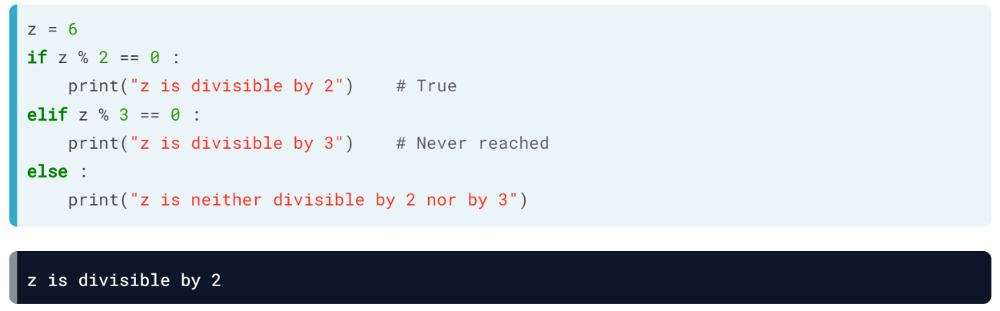 z = 6
if z % 2 == 0 :
    print("z is divisible by 2")    # True
elif z % 3 == 0 :
    print("z is divisible by 3")    # Never reached
else :
    print("z is neither divisible by 2 nor by 3")
z is divisible by 2